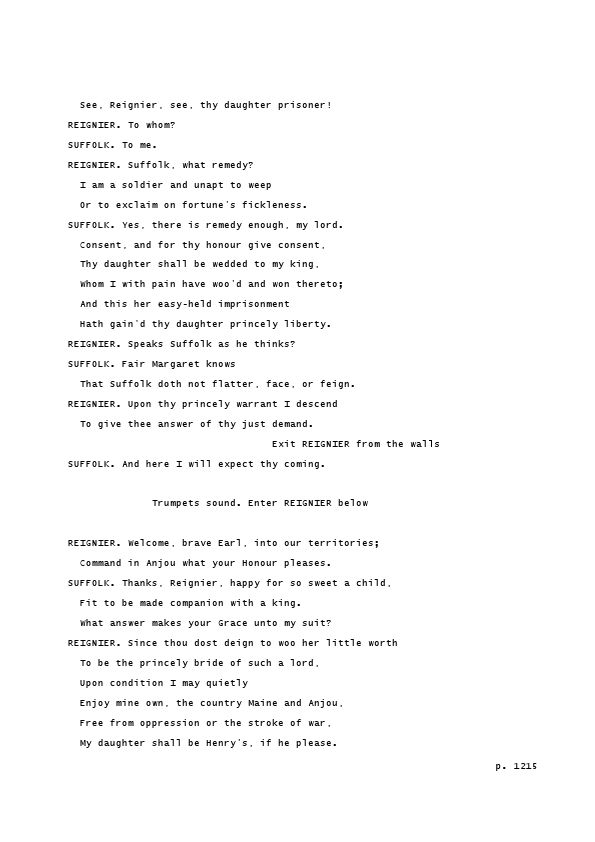 See, Reignier, see, thy daughter prisoner!
REIGNIER. To whom?
SUFFOLK. To me.
REIGNIER. Suffolk, what remedy?
I am a soldier and unapt to weep
Or to exclaim on fortune's fickleness.
SUFFOLK. Yes, there is remedy enough, my lord.
Consent, and for thy honour give consent,
Thy daughter shall be wedded to my king,
Whom I with pain have woo'd and won thereto;
And this her easy-held imprisonment
Hath gain'd thy daughter princely liberty.
REIGNIER. Speaks Suffolk as he thinks?
SUFFOLK. Fair Margaret knows
That Suffolk doth not flatter, face, or feign.
REIGNIER. Upon thy princely warrant I descend
To give thee answer of thy just demand.
Exit REIGNIER from the walls
SUFFOLK. And here I will expect thy coming.
Trumpets sound. Enter REIGNIER below
REIGNIER. Welcome, brave Earl, into our territories;
Command in Anjou what your Honour pleases.
SUFFOLK. Thanks, Reignier, happy for so sweet a child,
Fit to be made companion with a king.
What answer makes your Grace unto my suit?
REIGNIER. Since thou dost deign to woo her little worth
To be the princely bride of such a lord,
Upon condition I may quietly
Enjoy mine own, the country Maine and Anjou,
Free from oppression or the stroke of war,
My daughter shall be Henry's, if he please.
p. 1215